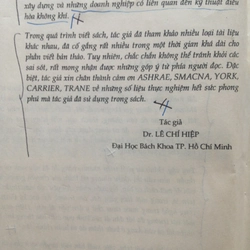 xây dựng và những doanh nghiệp có liên quan đến kỹ thuật điều
hòa không khí.
Trong quá trình viết sách, tác giả đã tham khảo nhiều loại tài liệu
khác nhau, đã cố gắng rất nhiều trong một thời gian khá dài cho
phần viết bản thảo. Tuy nhiên, chắc chắn không thể tránh khỏi các
sai sót, rất mong nhận được những góp ý từ phía người đọc. Đặc
biệt, tác giả xin chân thành cám ơn ASHRAE, SMACNA, YORK,
CARRIER, TRANE về những số liệu thực nghiệm hết sức phong
phú mà tác giả đã sử dụng trong sách.
Tác giả
Dr. LÊ CHÍ HIỆP
Đại Học Bách Khoa TP. Hồ Chí Minh